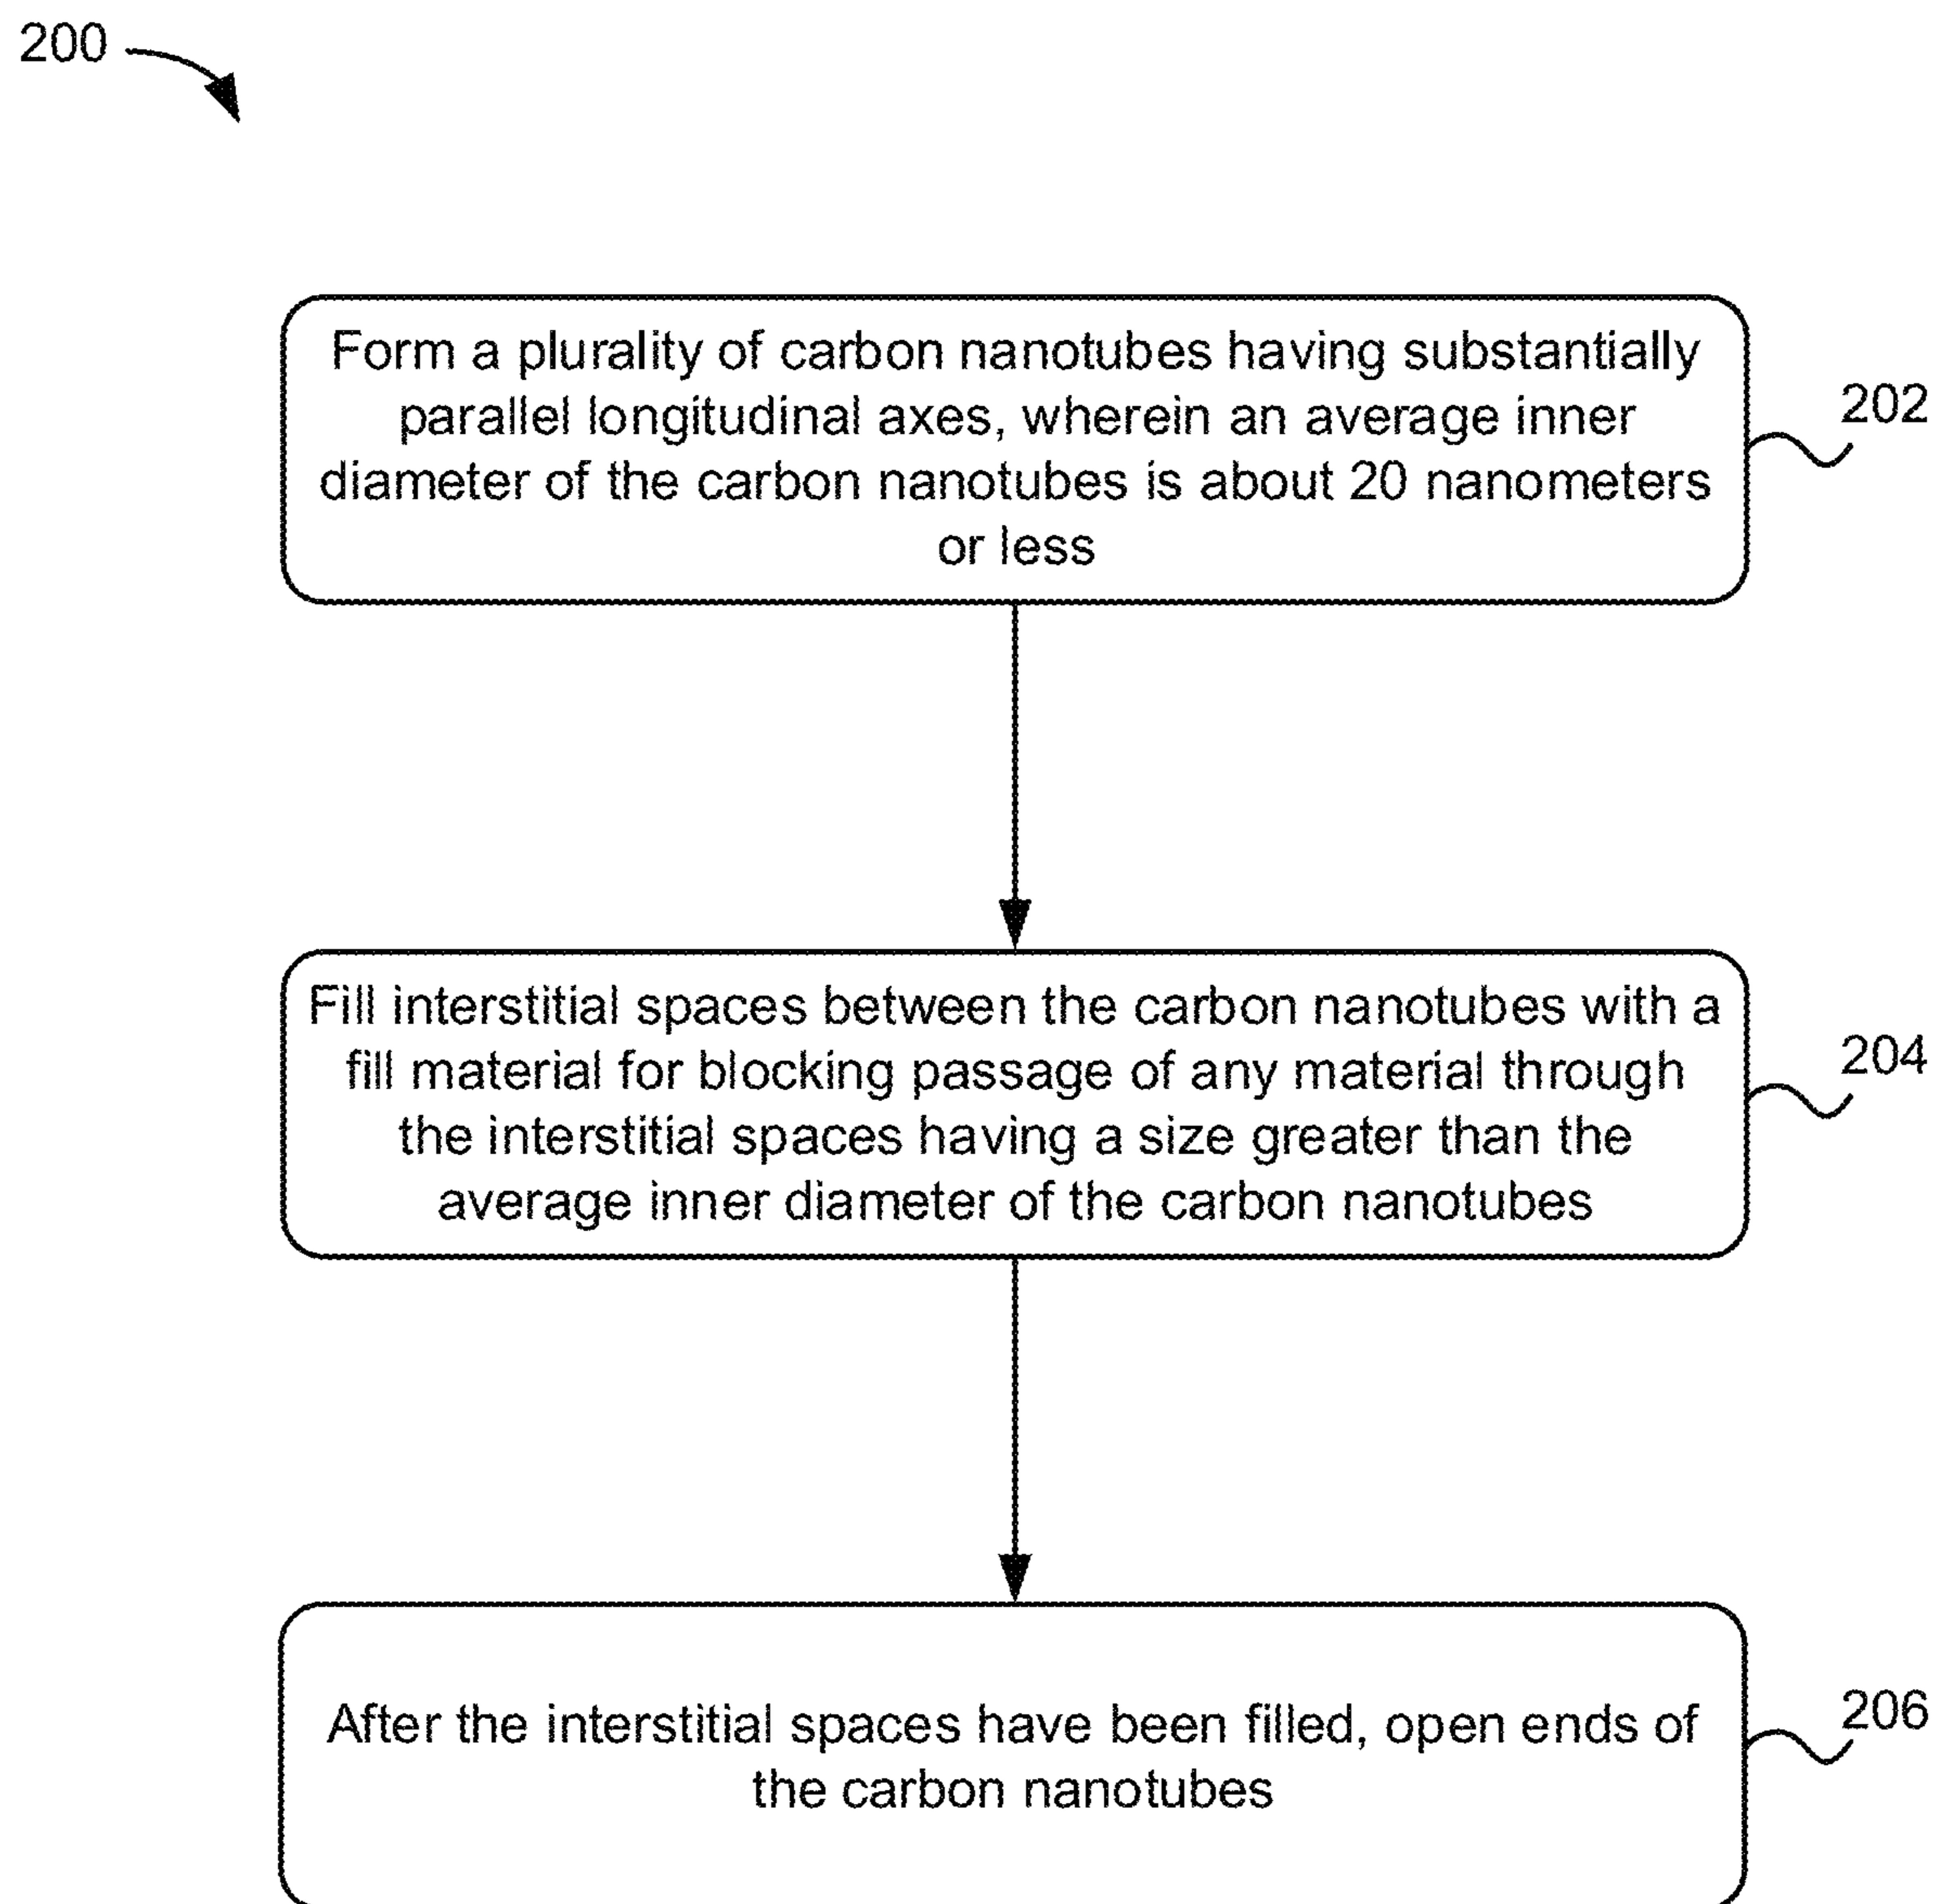 200
Form a plurality of carbon nanotubes having substantially
parallel longitudinal axes, wherein an average inner
diameter of the carbon nanotubes is about 20 nanometers
or less
202
Fill interstitial spaces between the carbon nanotubes with a
fill material for blocking passage of any material through
the interstitial spaces having a size greater than the
average inner diameter of the carbon nanotubes
204
After the interstitial spaces have been filled, open ends of
the carbon nanotubes
206